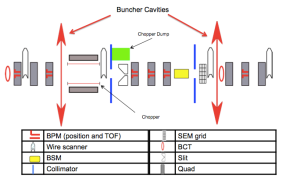 Buncher Cavities
Chopper Dump
Chopper
BPM (position and TOF)
SEM grid
Wire scanner
BCT
BSM
Slit
Collimator
Quad